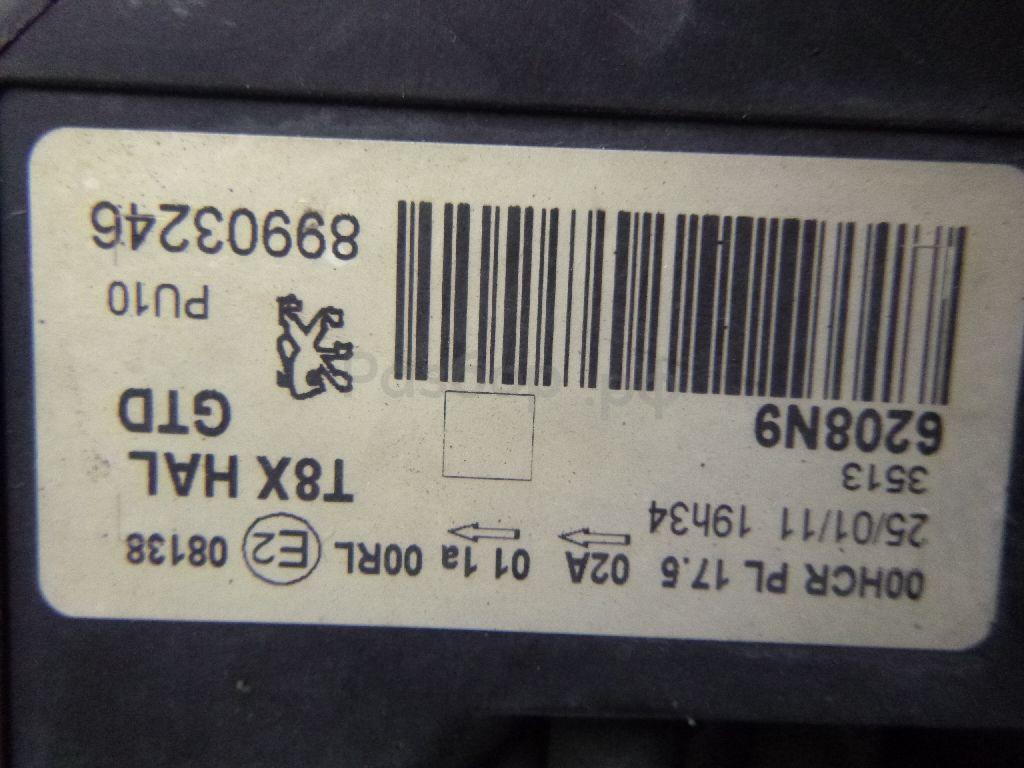 00HCR PL 17.5 02A 01 1a 00RL E2 08138
25/01/11 19h34
3513
6208N9
T8X HAL
GTD
PU10
89903246